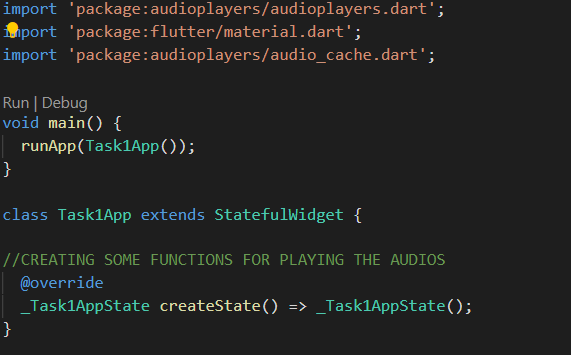 import 'package:audioplayers/audioplayers.dart';
import 'package:flutter/material.dart';
import 'package:audioplayers/audio_cache.dart';
Run | Debug
void main() {
  runApp(Task1App());
}
class Task1App extends StatefulWidget {
//CREATING SOME FUNCTIONS FOR PLAYING THE AUDIOS
  @override
  _Task1AppState createState() => _Task1AppState();
}